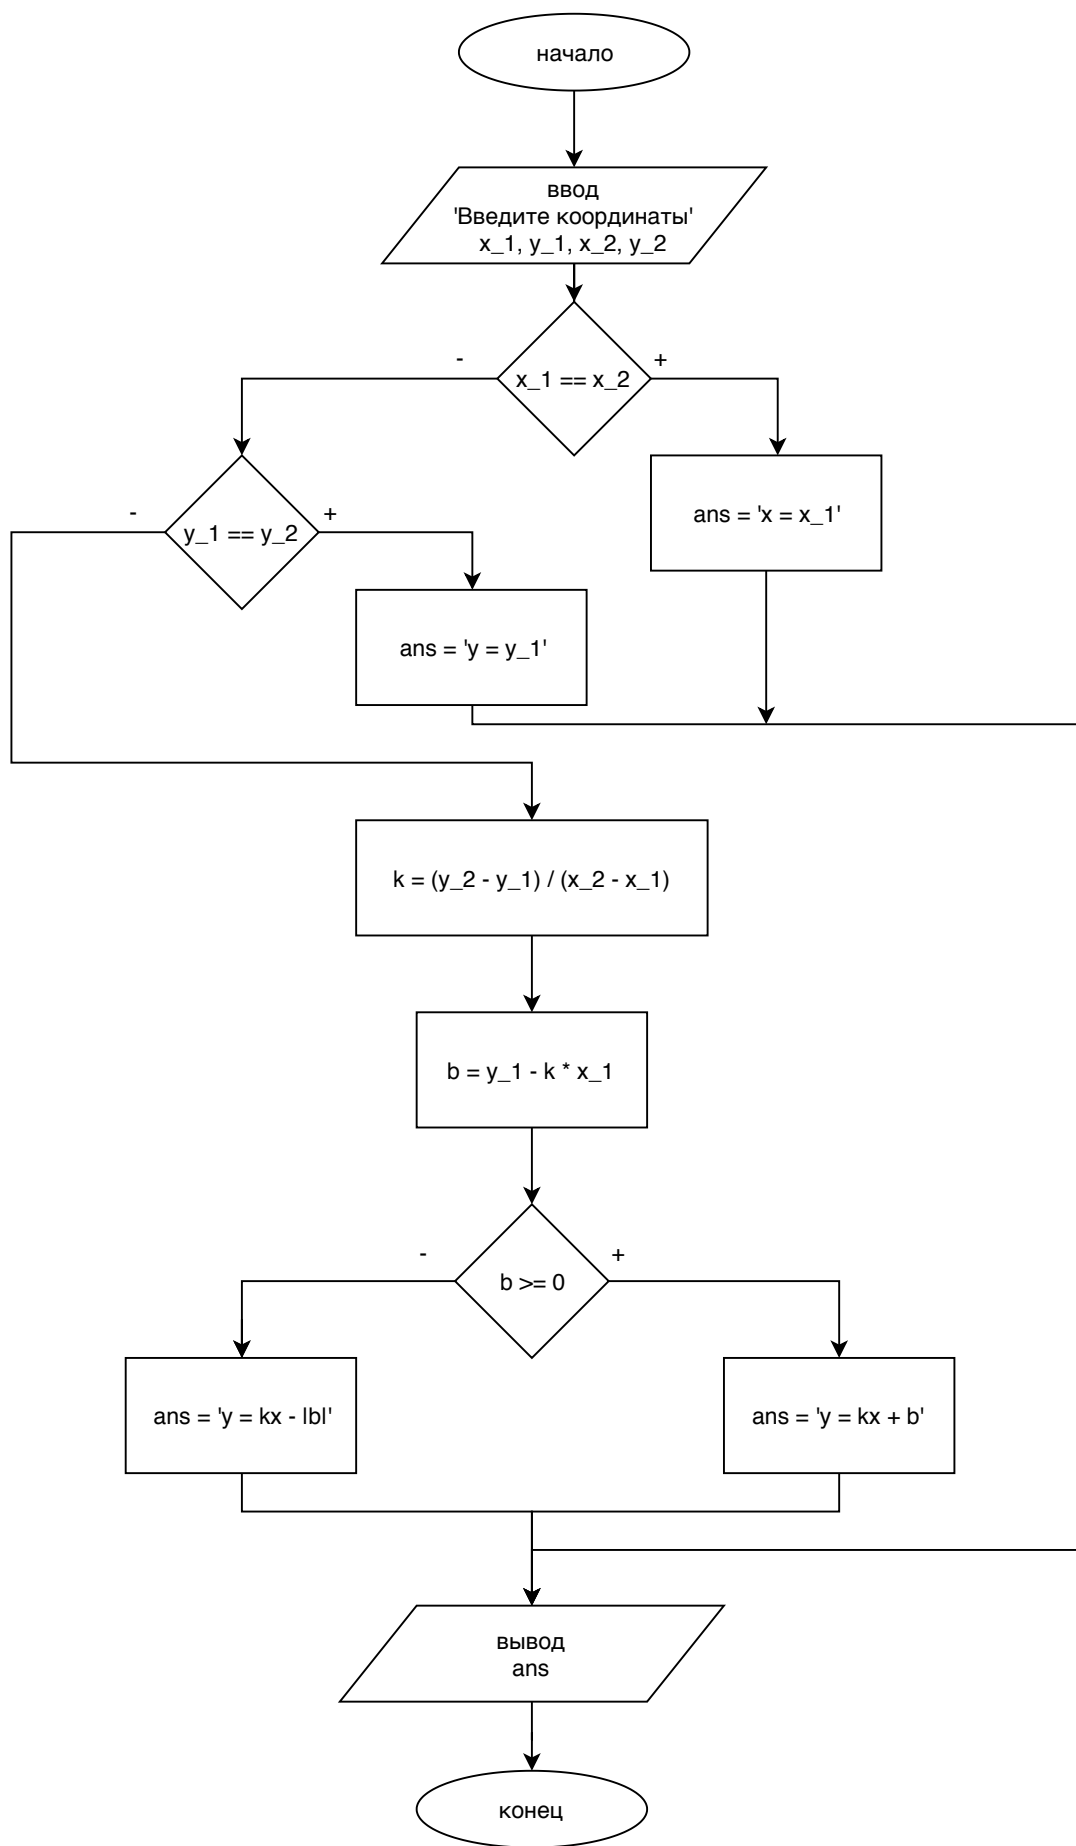 начало
ввод
'Введите координаты'
x_1, y_1, x_2, y_2
-
+
x_1 == x_2
-
+
y_1 == y_2
ans = 'x = x_1'
ans = 'y = y_1'
k = (y_2 - y_1) / (x_2 - x_1)
b = y_1 - k * x_1
-
+
b >= 0
ans = 'y = kx - |b|'
ans = 'y = kx + b'
вывод
ans
конец